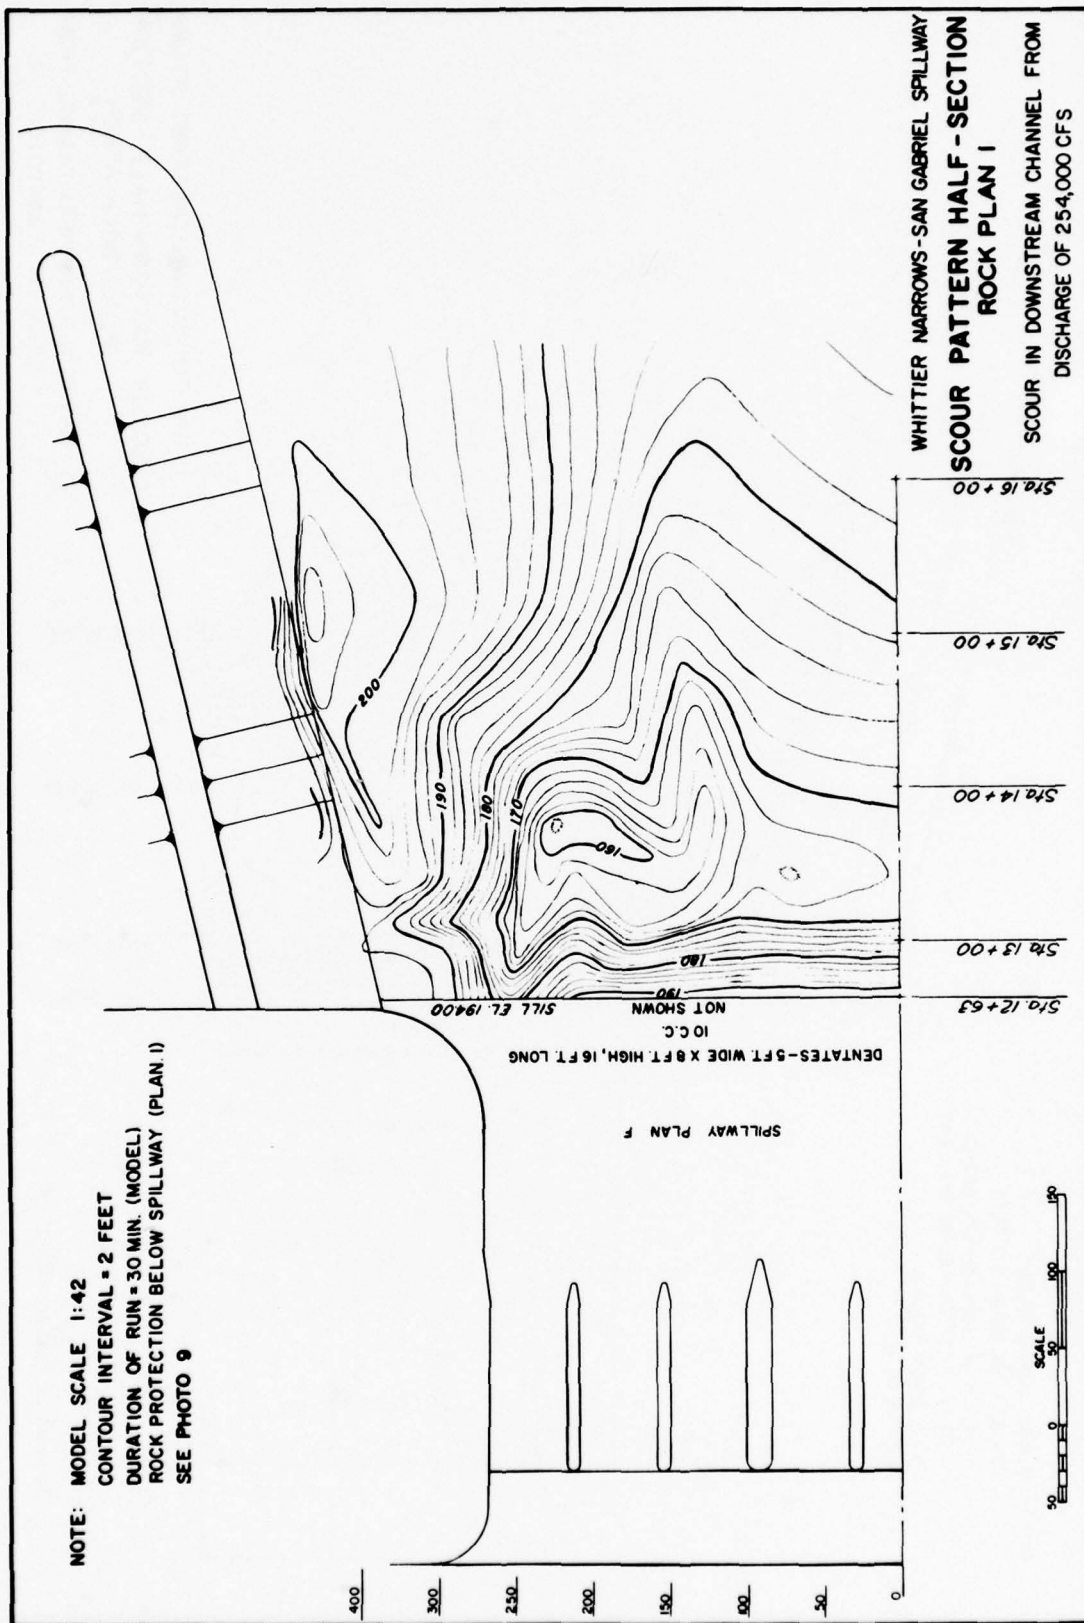 NOTE: MODEL SCALE 1:42
CONTOUR INTERVAL = 2 FEET
DURATION OF RUN = 30 MIN. (MODEL)
ROCK PROTECTION BELOW SPILLWAY (PLAN. 1)
SEE PHOTO 9
400
300
250
200
150
100
50
0
200
190
180
170
160
180
190
SILL EL. 194.00
NOT SHOWN
10 C.C.
DENTATES-5 FT. WIDE X 8 FT. HIGH, 16 FT. LONG
SPILLWAY PLAN F
Sta. 12+63
Sta. 13+00
Sta. 14+00
Sta. 15+00
Sta. 16+00
SCALE
50 0 50 100 150
WHITTIER NARROWS-SAN GABRIEL SPILLWAY
SCOUR PATTERN HALF-SECTION
ROCK PLAN I
SCOUR IN DOWNSTREAM CHANNEL FROM
DISCHARGE OF 254,000 CFS